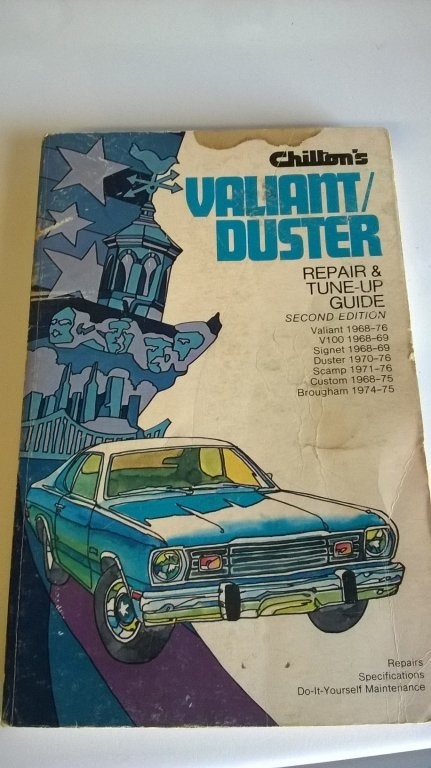 Chilton's
VALIANT/
DUSTER
REPAIR &
TUNE-UP
GUIDE
SECOND EDITION
Valiant 1968-76
V100 1968-69
Signet 1968-69
Duster 1970-76
Scamp 1971-76
Custom 1968-75
Brougham 1974-75
Repairs
Specifications
Do-It-Yourself Maintenance